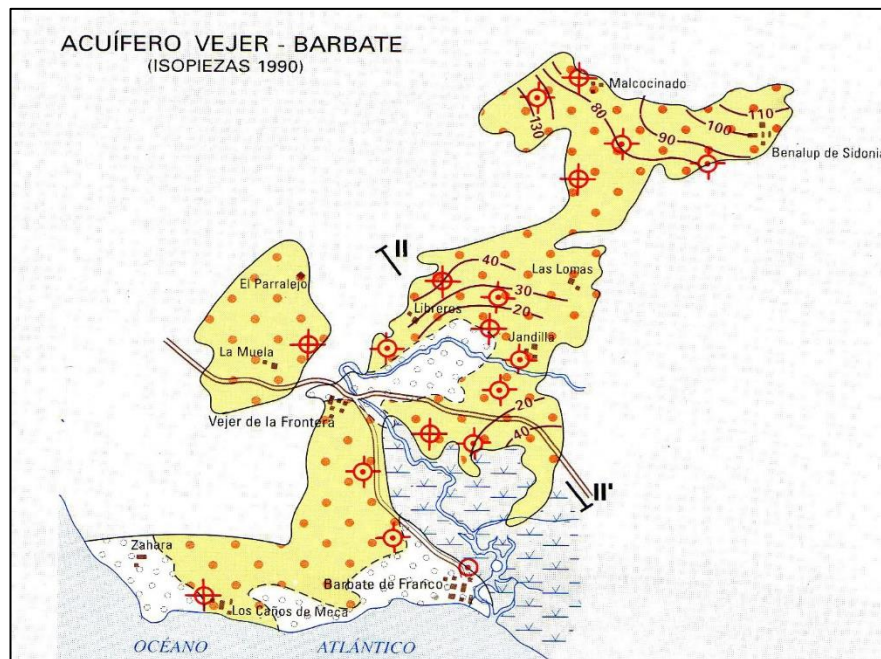 ACUÍFERO VEJER - BARBATE
(ISOPIEZAS 1990)
Malcocinado
130
80
110
100
90
Benalup de Sidonia
II
40
El Parralejo
Las Lomas
30
Libreros
20
Jandilla
La Muela
20
Vejer de la Frontera
40
II'
Zahara
Barbate de Franco
Los Caños de Meca
OCÉANO ATLÁNTICO